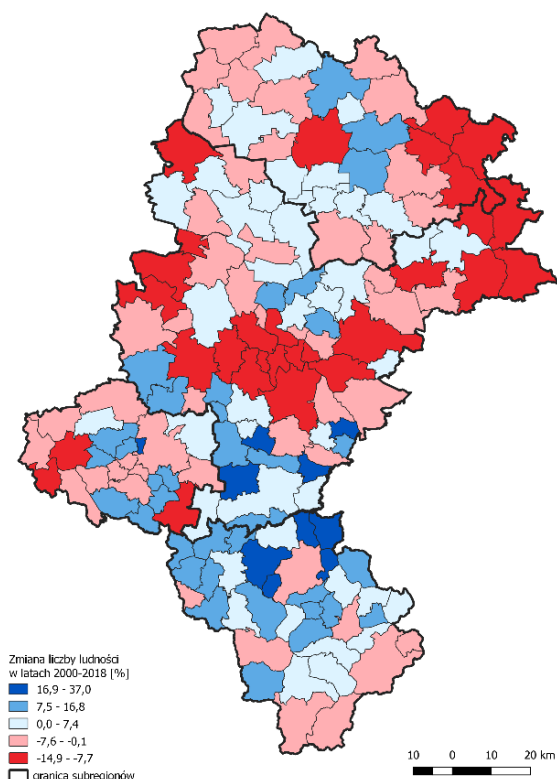 Zmiana liczby ludności
w latach 2000-2018 [%]
16,9 - 37,0
7,5 - 16,8
0,0 - 7,4
-7,6 - -0,1
-14,9 - -7,7
granica subregionów
10 0 10 20 km